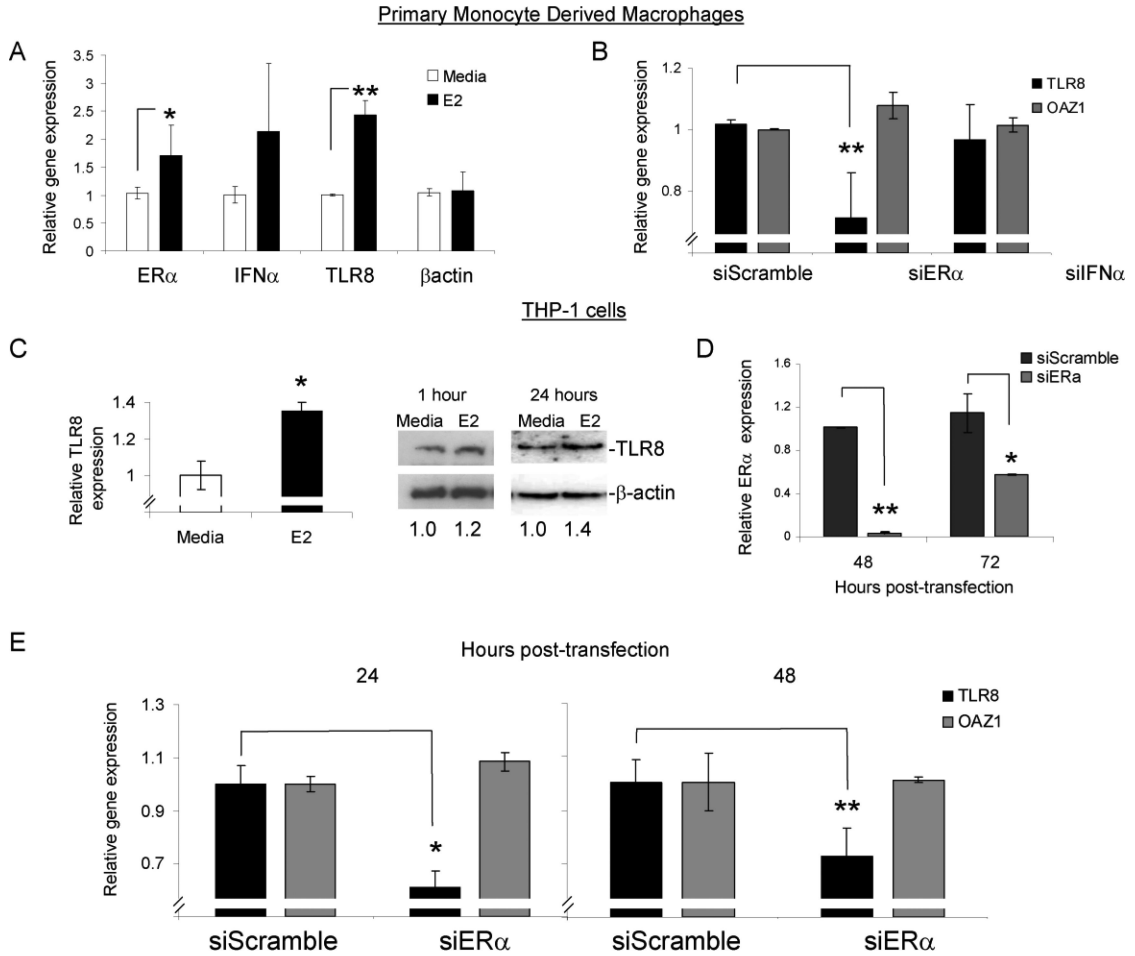 Primary Monocyte Derived Macrophages
A
Relative gene expression
3.5
3
2.5
2
1.5
1
0.5
0
Media
E2
*
**
ERα
IFNα
TLR8
βactin
B
Relative gene expression
1.2
1
0.8
TLR8
OAZ1
**
siScramble
siERα
siIFNα
THP-1 cells
C
Relative TLR8
expression
1.4
1.2
1
*
Media
E2
1 hour
24 hours
Media E2
Media E2
-TLR8
-β-actin
1.0 1.2
1.0 1.4
D
Relative ERα expression
1.6
1.2
0.8
0.4
0
siScramble
siERa
**
*
48
72
Hours post-transfection
E
Hours post-transfection
24
48
Relative gene expression
1.3
1.0
0.7
TLR8
OAZ1
*
**
siScramble
siERα
siScramble
siERα